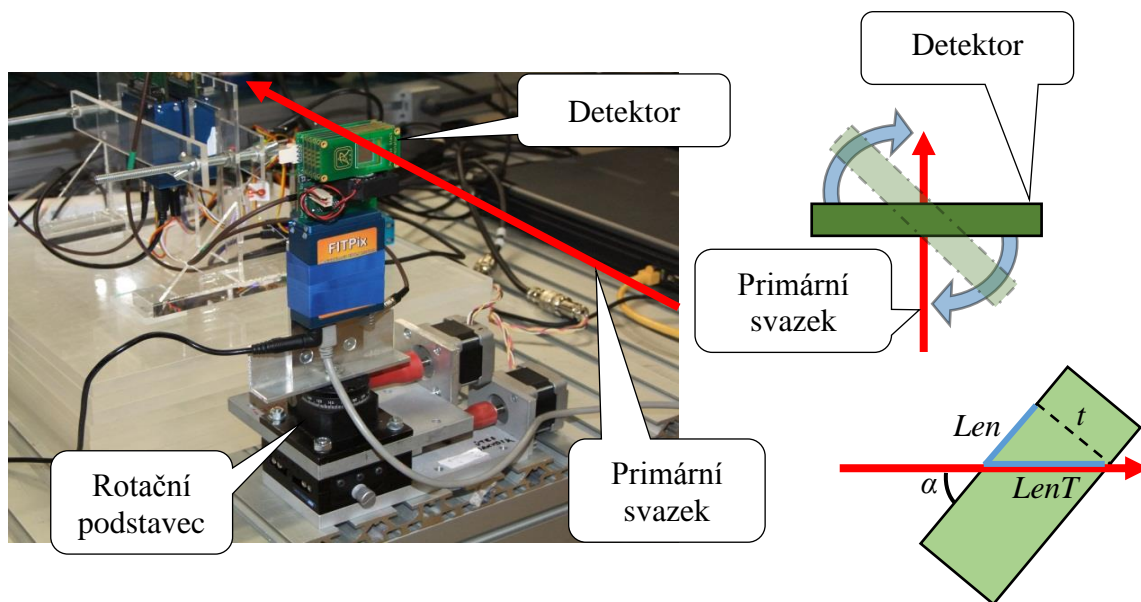 Detektor
FITPix
Rotační
podstavec
Primární
svazek
Detektor
Primární
svazek
Len
t
α
LenT